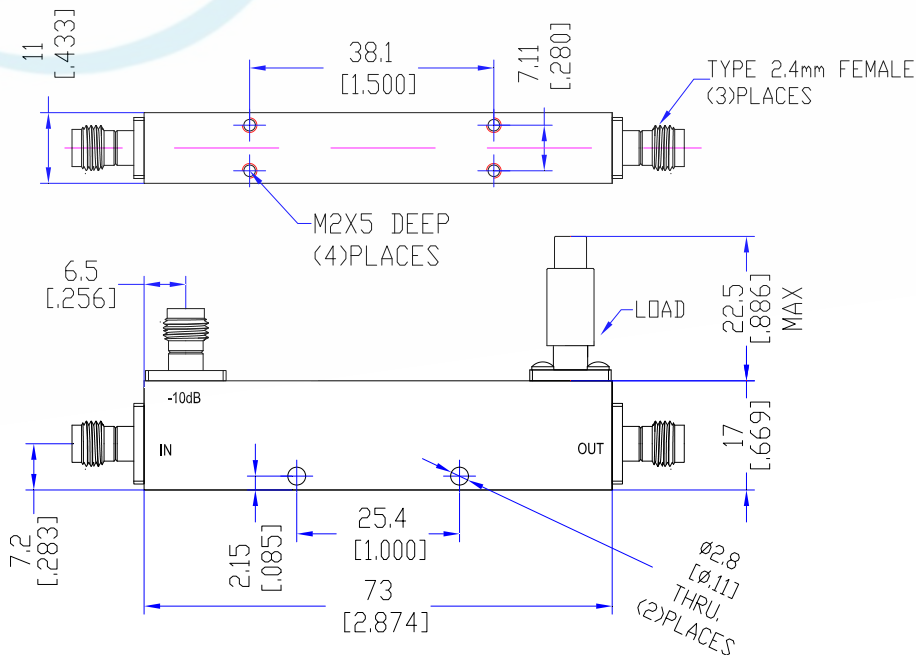 11
[.433]
38.1
[1.500]
7.11
[.280]
TYPE 2.4mm FEMALE
(3)PLACES
M2X5 DEEP
(4)PLACES
6.5
[.256]
LOAD
22.5
[.886]
MAX
-10dB
IN
OUT
17
[.669]
7.2
[.283]
2.15
[.085]
25.4
[1.000]
73
[2.874]
ø2.8
[ø.11]
THRU,
(2)PLACES